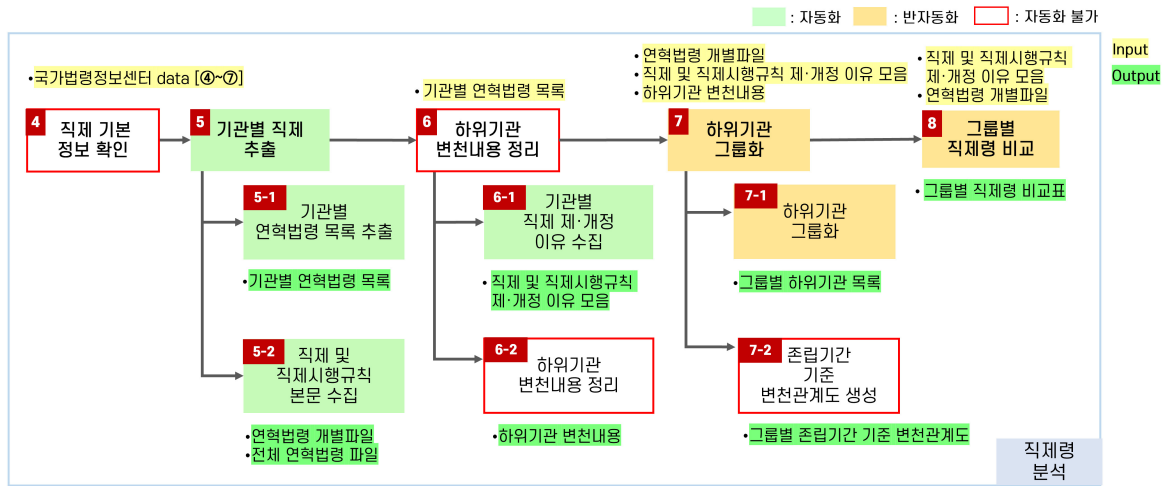 : 자동화
: 반자동화
: 자동화 불가
Input
Output
•국가법령정보센터 data [④~⑦]
4
직제 기본
정보 확인
5
기관별 직제
추출
5-1
기관별
연혁법령 목록 추출
•기관별 연혁법령 목록
5-2
직제 및
직제시행규칙
본문 수집
•연혁법령 개별파일
•전체 연혁법령 파일
• 기관별 연혁법령 목록
6
하위기관
변천내용 정리
6-1
기관별
직제 제·개정
이유 수집
• 직제 및 직제시행규칙
제·개정 이유 모음
6-2
하위기관
변천내용 정리
•하위기관 변천내용
• 연혁법령 개별파일
• 직제 및 직제시행규칙 제·개정 이유 모음
• 하위기관 변천내용
7
하위기관
그룹화
7-1
하위기관
그룹화
•그룹별 하위기관 목록
7-2
존립기간
기준
변천관계도 생성
•그룹별 존립기간 기준 변천관계도
• 직제 및 직제시행규칙
제·개정 이유 모음
• 연혁법령 개별파일
8
그룹별
직제령 비교
• 그룹별 직제령 비교표
직제령
분석